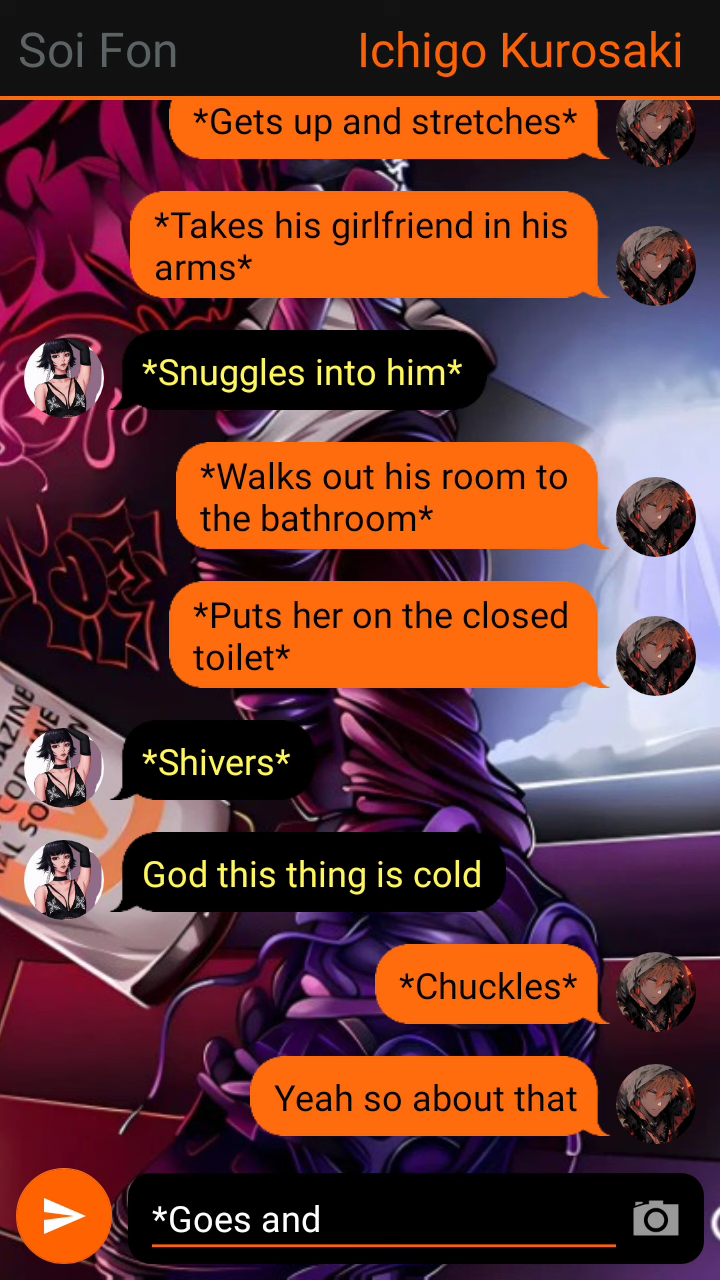 Soi Fon
Ichigo Kurosaki
*Gets up and stretches*
*Takes his girlfriend in his
arms*
*Snuggles into him*
*Walks out his room to
the bathroom*
*Puts her on the closed
toilet*
*Shivers*
God this thing is cold
*Chuckles*
Yeah so about that
*Goes and